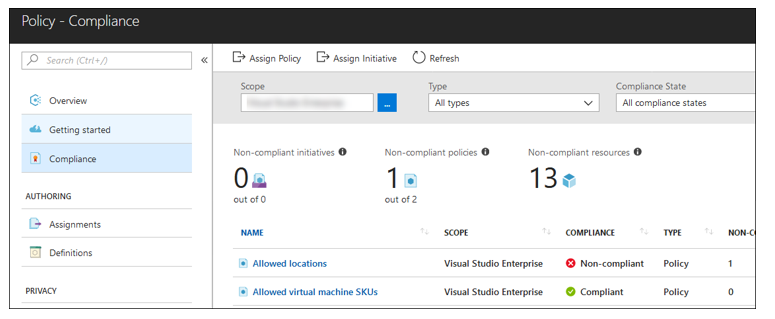 Policy - Compliance
Search (Ctrl+/)
«
Assign Policy
Assign Initiative
Refresh
Scope
Type
Compliance State
...
All types
All compliance states
Overview
Getting started
Compliance
AUTHORING
Assignments
Definitions
PRIVACY
Non-compliant initiatives
0
out of 0
Non-compliant policies
1
out of 2
Non-compliant resources
13
NAME SCOPE COMPLIANCE TYPE NON-C
Allowed locations Visual Studio Enterprise Non-compliant Policy 1
Allowed virtual machine SKUs Visual Studio Enterprise Compliant Policy 0